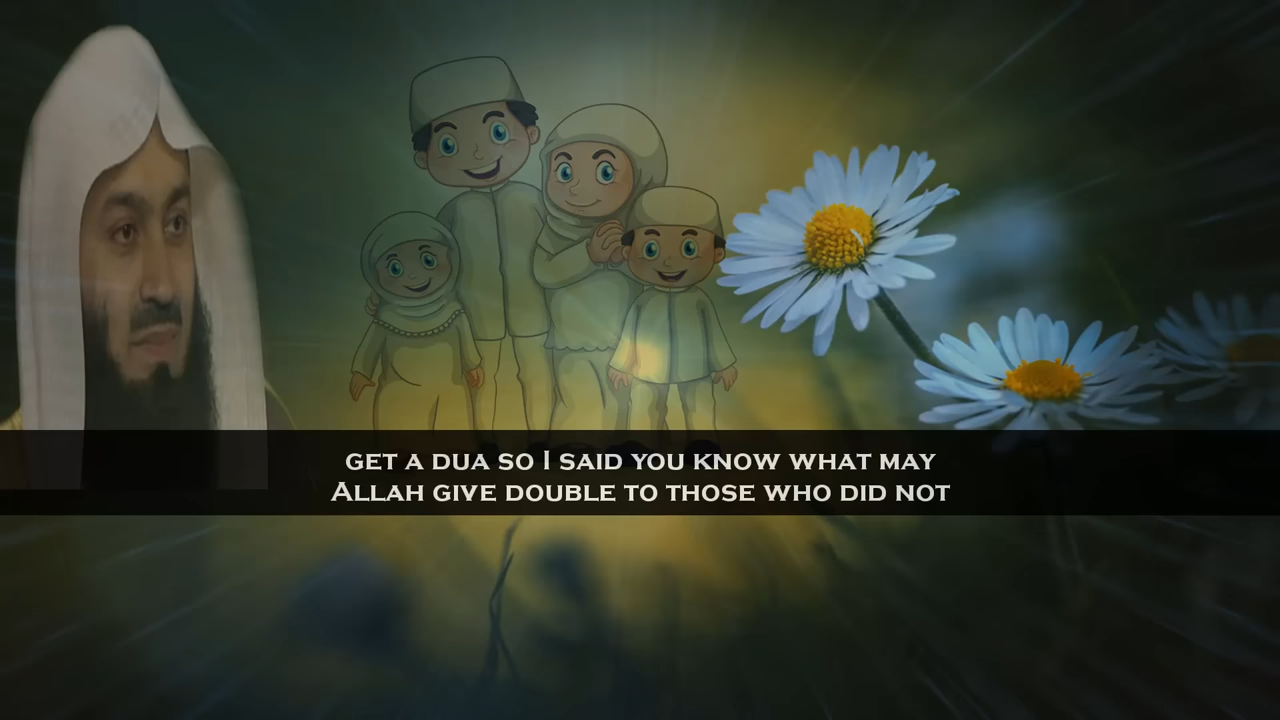 GET A DUA SO I SAID YOU KNOW WHAT MAY
ALLAH GIVE DOUBLE TO THOSE WHO DID NOT